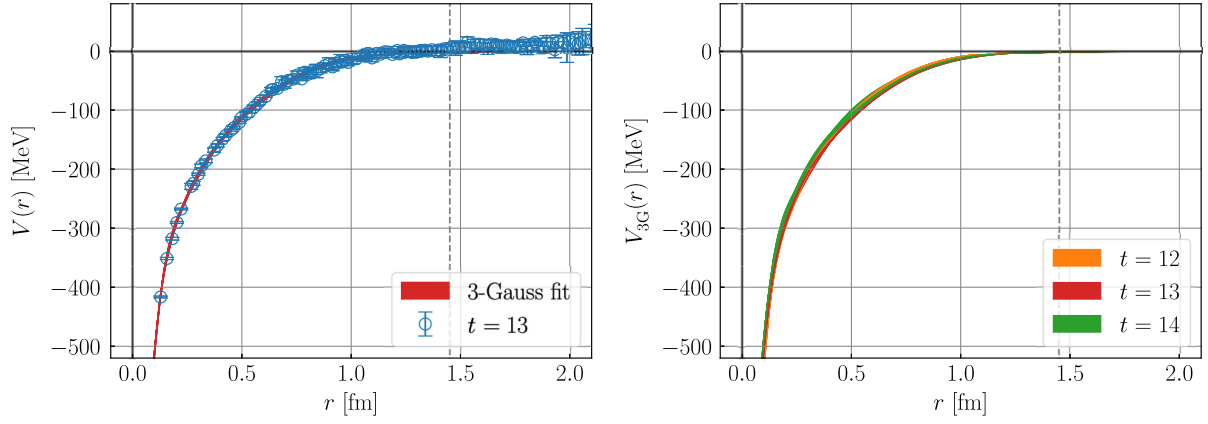 0
−100
−200
−300
−400
−500
V(r) [MeV]
3-Gauss fit
t = 13
0.0 0.5 1.0 1.5 2.0
r [fm]
0
−100
−200
−300
−400
−500
V3G(r) [MeV]
t = 12
t = 13
t = 14
0.0 0.5 1.0 1.5 2.0
r [fm]